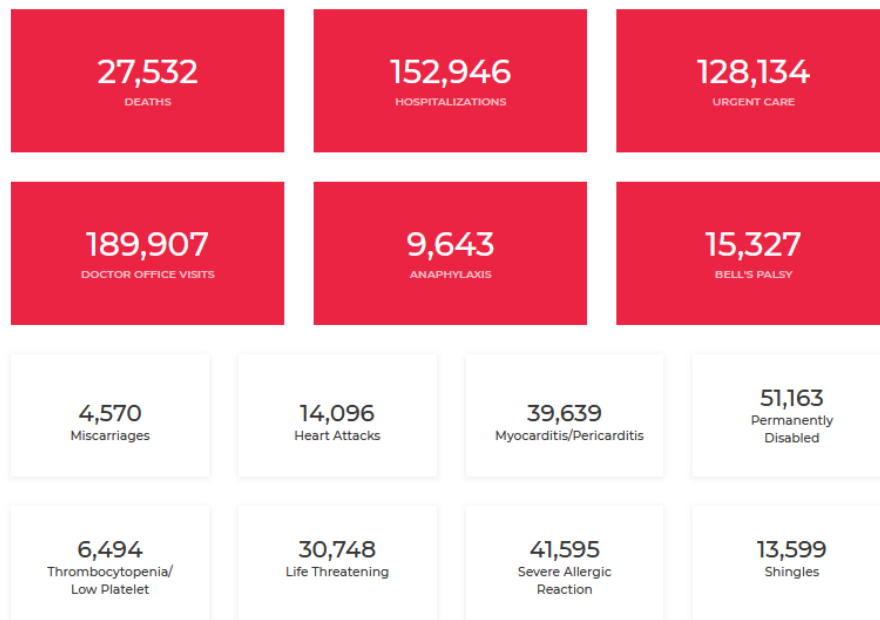 27,532
DEATHS
152,946
HOSPITALIZATIONS
128,134
URGENT CARE
189,907
DOCTOR OFFICE VISITS
9,643
ANAPHYLAXIS
15,327
BELL'S PALSY
4,570
Miscarriages
14,096
Heart Attacks
39,639
Myocarditis/Pericarditis
51,163
Permanently
Disabled
6,494
Thrombocytopenia/
Low Platelet
30,748
Life Threatening
41,595
Severe Allergic
Reaction
13,599
Shingles